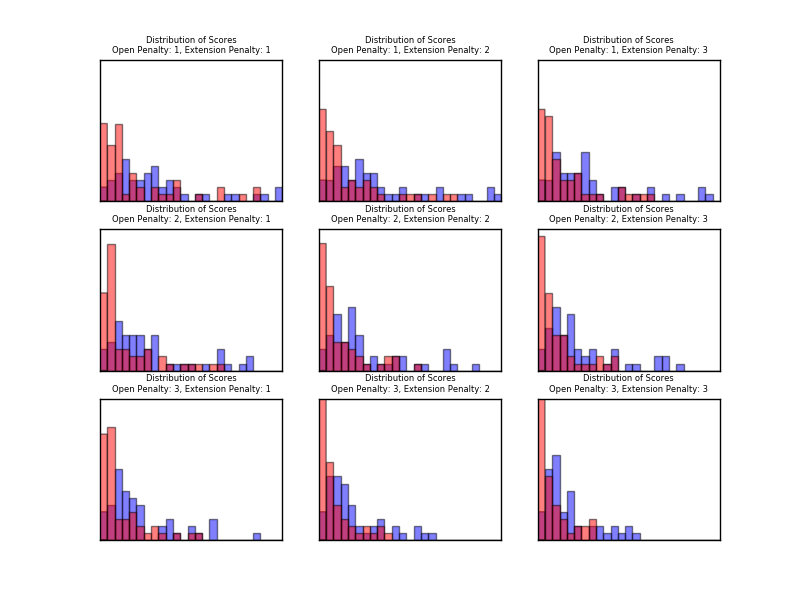 Distribution of Scores
Open Penalty: 1, Extension Penalty: 1
Distribution of Scores
Open Penalty: 1, Extension Penalty: 2
Distribution of Scores
Open Penalty: 1, Extension Penalty: 3
Distribution of Scores
Open Penalty: 2, Extension Penalty: 1
Distribution of Scores
Open Penalty: 2, Extension Penalty: 2
Distribution of Scores
Open Penalty: 2, Extension Penalty: 3
Distribution of Scores
Open Penalty: 3, Extension Penalty: 1
Distribution of Scores
Open Penalty: 3, Extension Penalty: 2
Distribution of Scores
Open Penalty: 3, Extension Penalty: 3